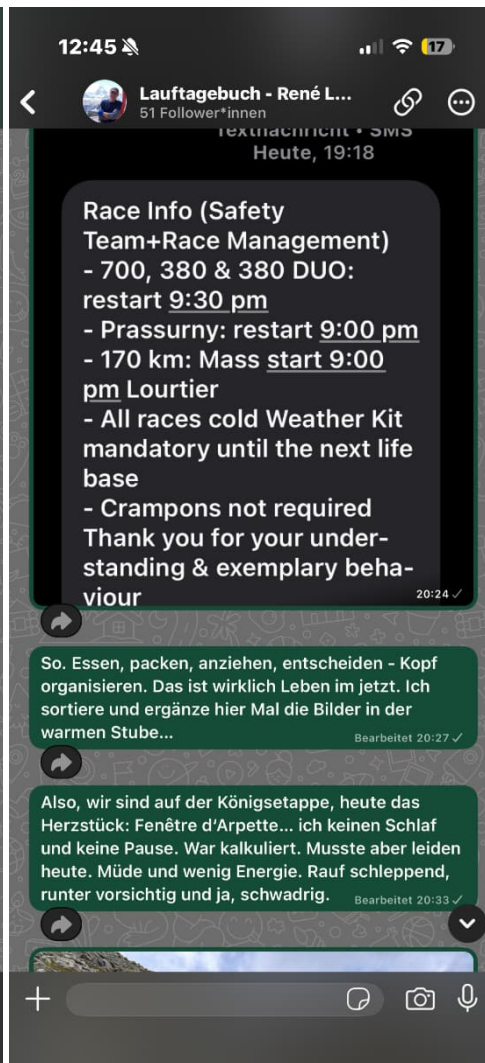 12:45
17
Lauftagebuch - René L...
51 Follower*innen
Textnachricht • SMS
Heute, 19:18
Race Info (Safety
Team+Race Management)
- 700, 380 & 380 DUO:
restart 9:30 pm
- Prassurny: restart 9:00 pm
- 170 km: Mass start 9:00
pm Lourtier
- All races cold Weather Kit
mandatory until the next life
base
- Crampons not required
Thank you for your under-
standing & exemplary beha-
viour
20:24
So. Essen, packen, anziehen, entscheiden - Kopf
organisieren. Das ist wirklich Leben im jetzt. Ich
sortiere und ergänze hier Mal die Bilder in der
warmen Stube...
Bearbeitet 20:27
Also, wir sind auf der Königsetappe, heute das
Herzstück: Fenêtre d'Arpette... ich keinen Schlaf
und keine Pause. War kalkuliert. Musste aber leiden
heute. Müde und wenig Energie. Rauf schleppend,
runter vorsichtig und ja, schwadrig.
Bearbeitet 20:33